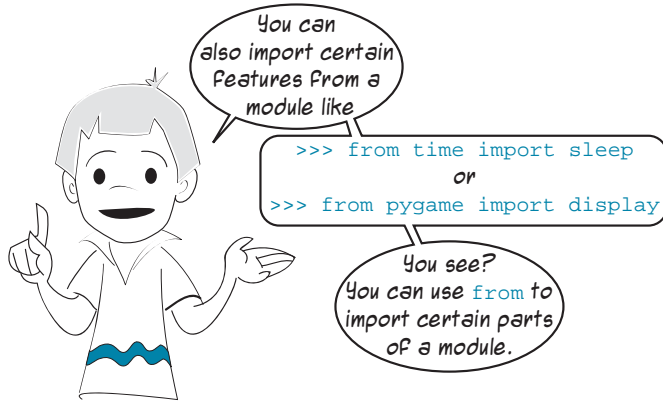 You can
also import certain
features from a
module like
>>> from time import sleep
or
>>> from pygame import display
You see?
You can use from to
import certain parts
of a module.